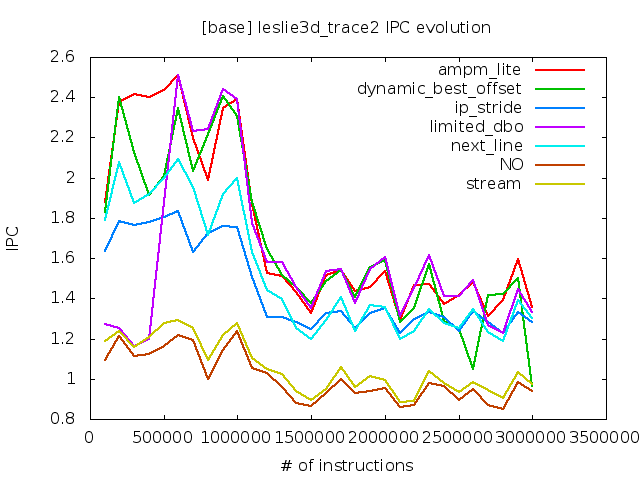 [base] leslie3d_trace2 IPC evolution
2.6
2.4
2.2
2
1.8
1.6
1.4
1.2
1
0.8
IPC
ampm_lite
dynamic_best_offset
ip_stride
limited_dbo
next_line
NO
stream
0 500000 1000000 1500000 2000000 2500000 3000000 3500000
# of instructions